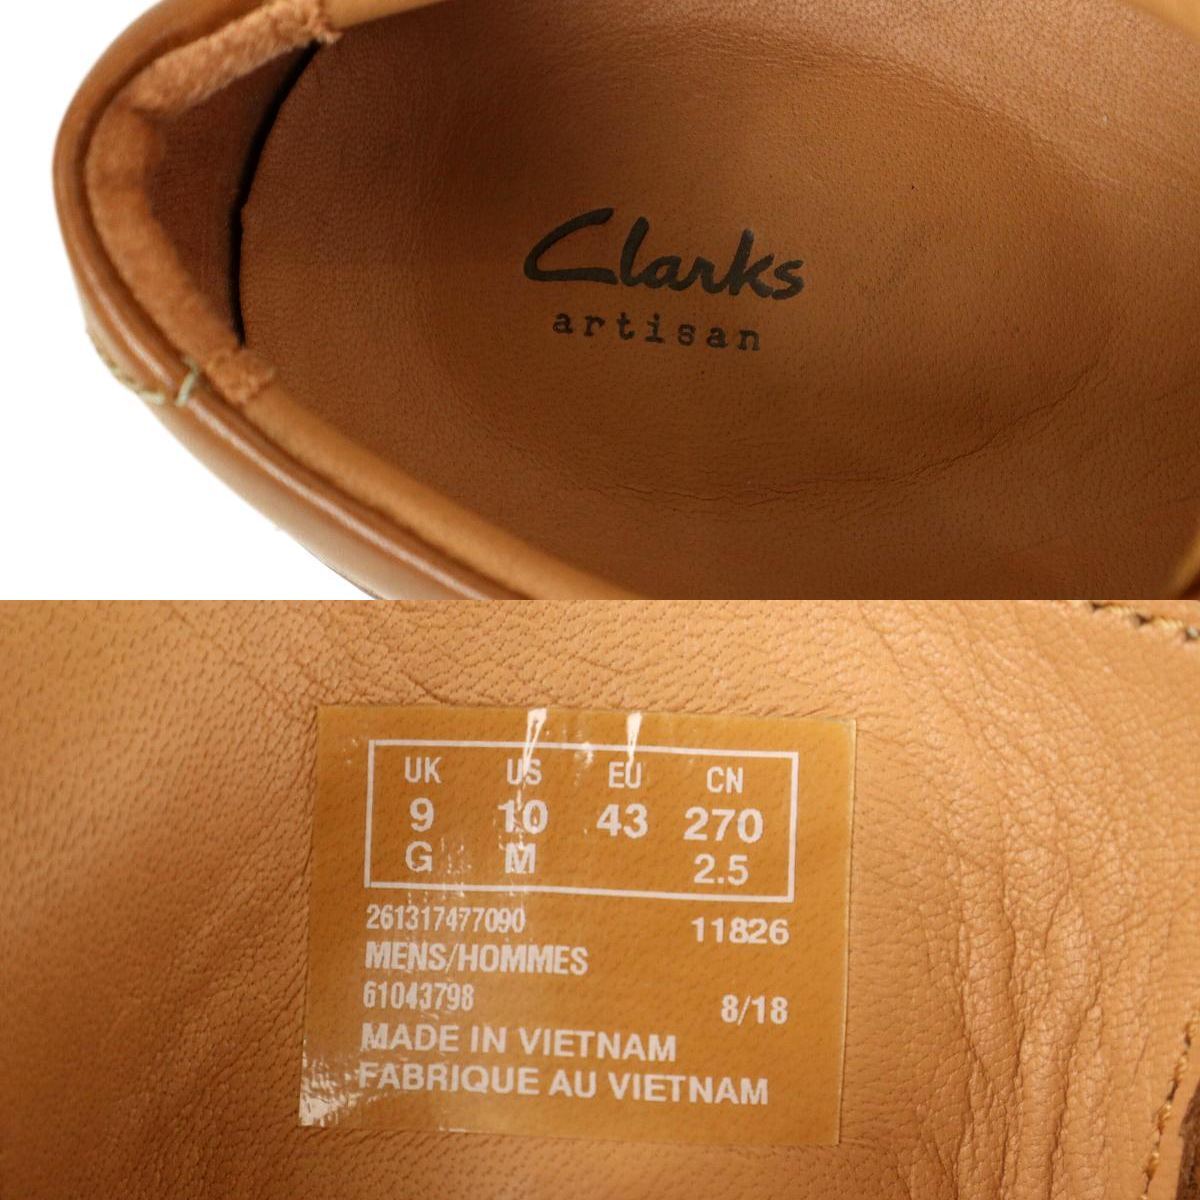 Clarks
artisan
UK US EU CN
9 10 43 270
G M 2.5
261317477090 11826
MENS/HOMMES
61043798 8/18
MADE IN VIETNAM
FABRIQUE AU VIETNAM